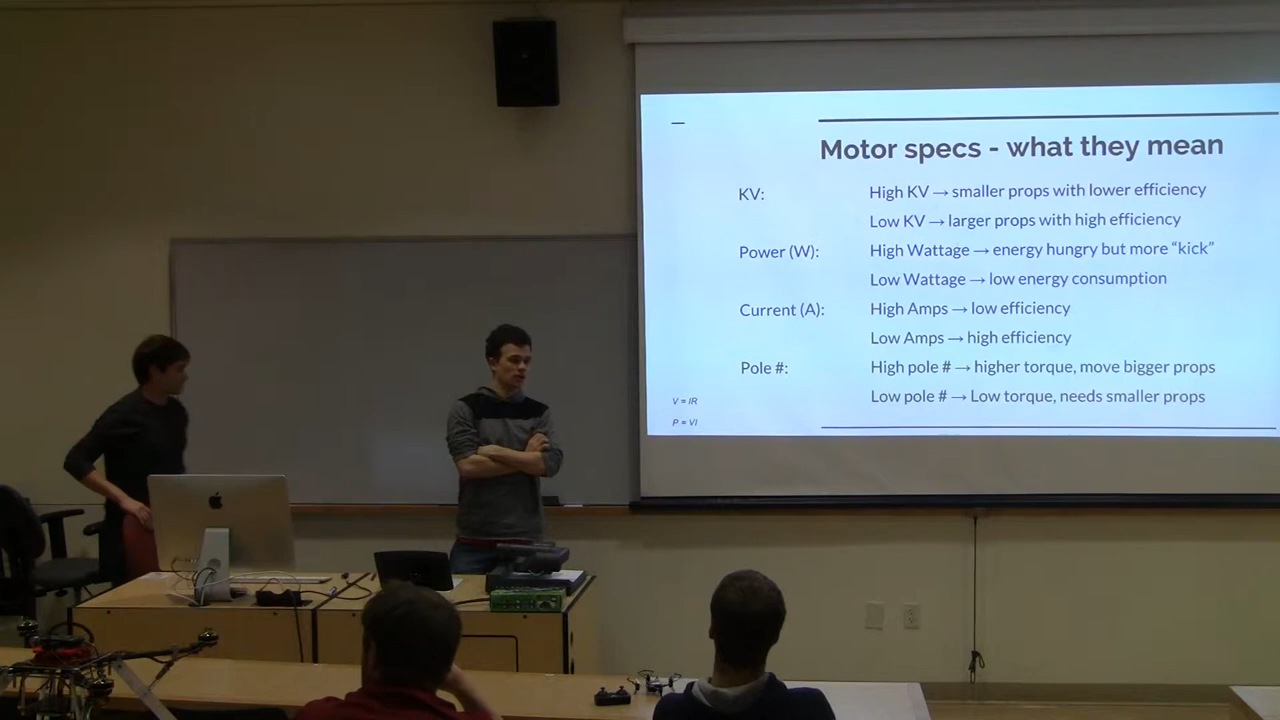 Motor specs - what they mean
KV: High KV → smaller props with lower efficiency
Low KV → larger props with high efficiency
Power (W): High Wattage → energy hungry but more “kick”
Low Wattage → low energy consumption
Current (A): High Amps → low efficiency
Low Amps → high efficiency
Pole #: High pole # → higher torque, move bigger props
Low pole # → Low torque, needs smaller props
V = IR
P = VI